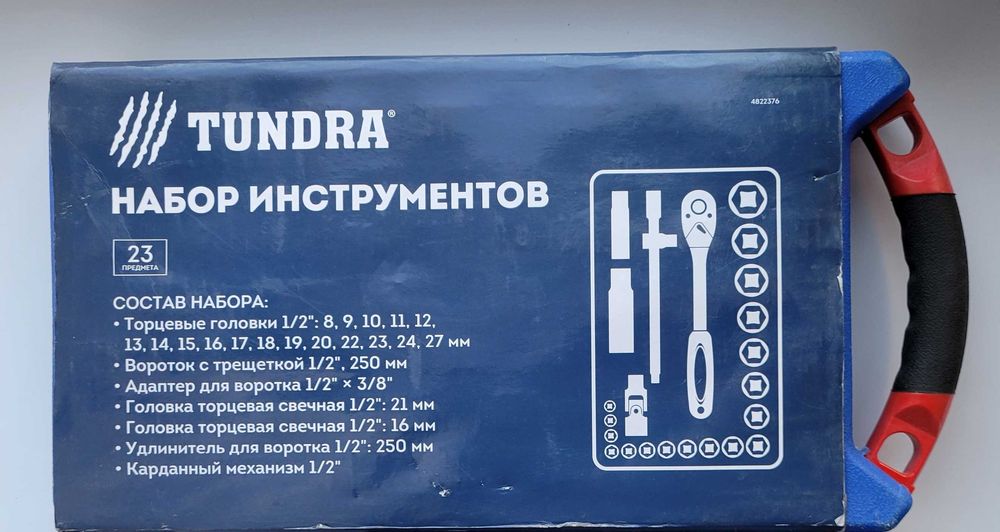 TUNDRA®
4822376
НАБОР ИНСТРУМЕНТОВ
23
ПРЕДМЕТА
СОСТАВ НАБОРА:
• Торцевые головки 1/2": 8, 9, 10, 11, 12,
13, 14, 15, 16, 17, 18, 19, 20, 22, 23, 24, 27 мм
• Вороток с трещеткой 1/2", 250 мм
• Адаптер для воротка 1/2" × 3/8"
• Головка торцевая свечная 1/2": 21 мм
• Головка торцевая свечная 1/2": 16 мм
• Удлинитель для воротка 1/2": 250 мм
• Карданный механизм 1/2"